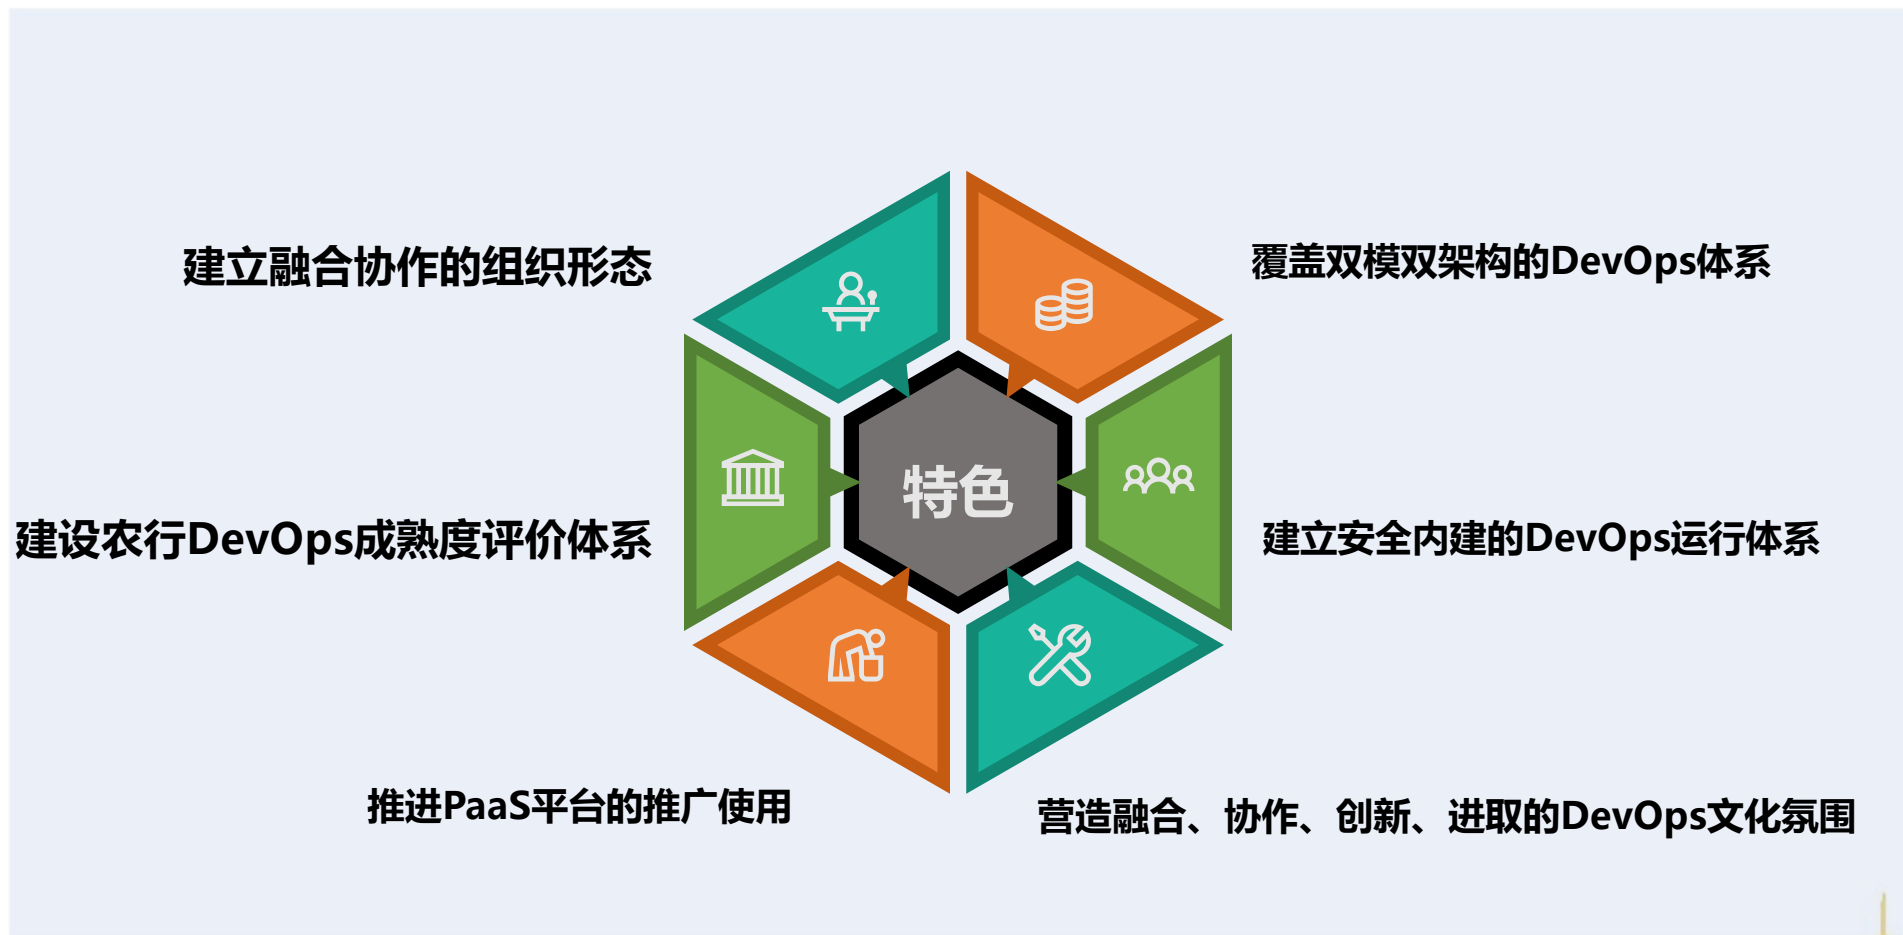 建立融合协作的组织形态
覆盖双模双架构的DevOps体系
特色
建设农行DevOps成熟度评价体系
建立安全内建的DevOps运行体系
推进PaaS平台的推广使用
营造融合、协作、创新、进取的DevOps文化氛围